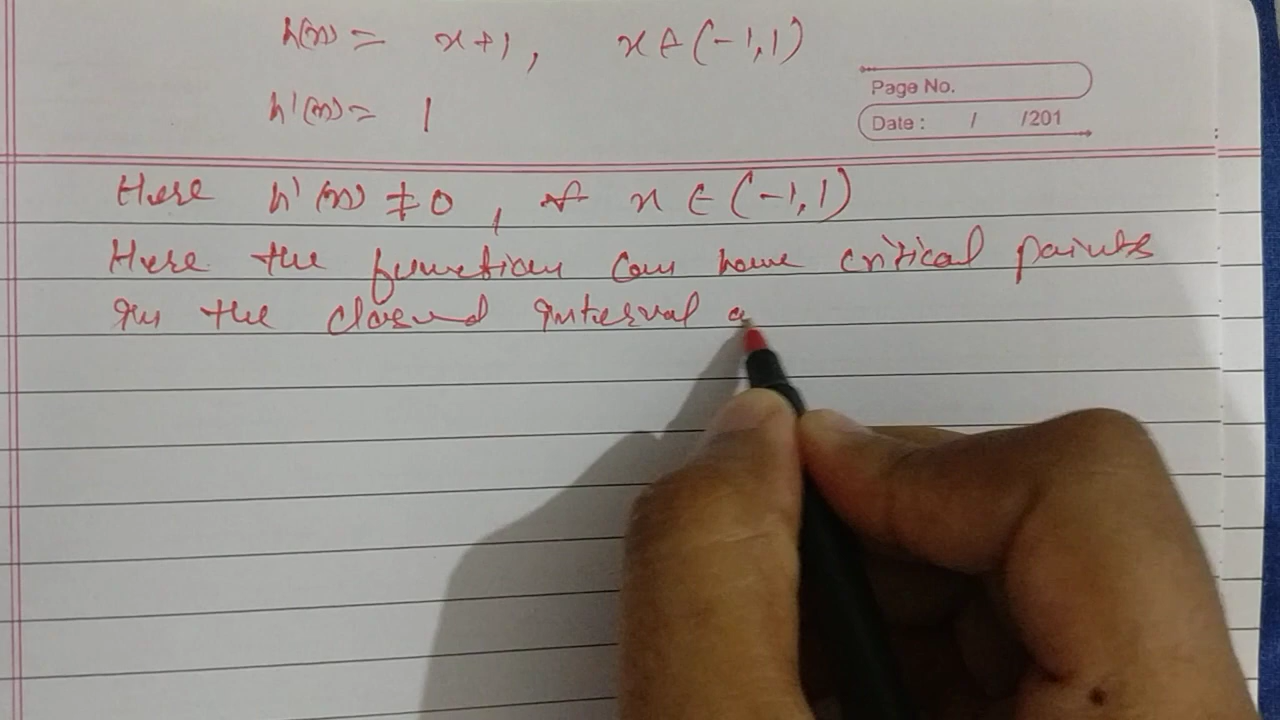 h(x) = x+1, x ∈ (-1,1)
h'(x) = 1
Page No.
Date : / /201
Here h'(x) ≠ 0, ∀ x ∈ (-1,1)
Here the function can have critical points
in the closed interval a